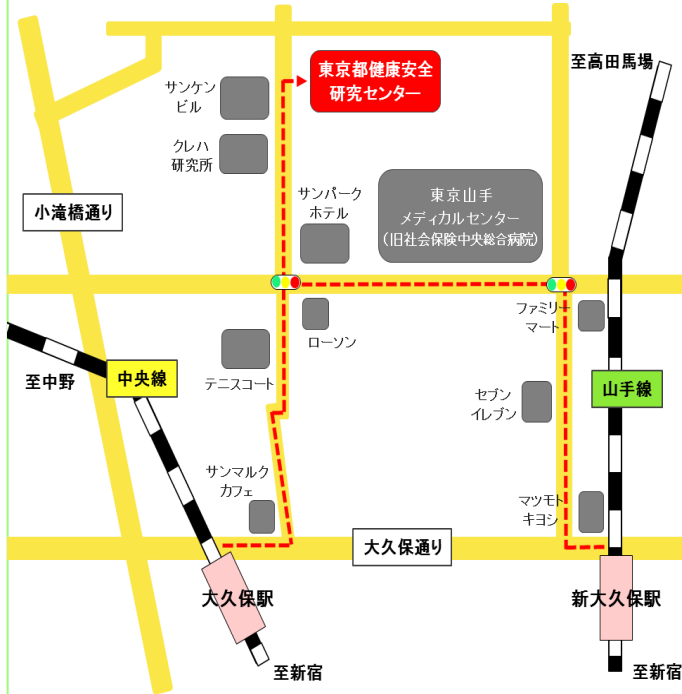 至高田馬場
東京都健康安全
研究センター
サンケン
ビル
クレハ
研究所
サンパーク
ホテル
東京山手
メディカルセンター
(旧社会保険中央総合病院)
小滝橋通り
ファミリー
マート
ローソン
至中野
中央線
テニスコート
セブン
イレブン
山手線
サンマルク
カフェ
マツモト
キヨシ
大久保通り
大久保駅
新大久保駅
至新宿
至新宿